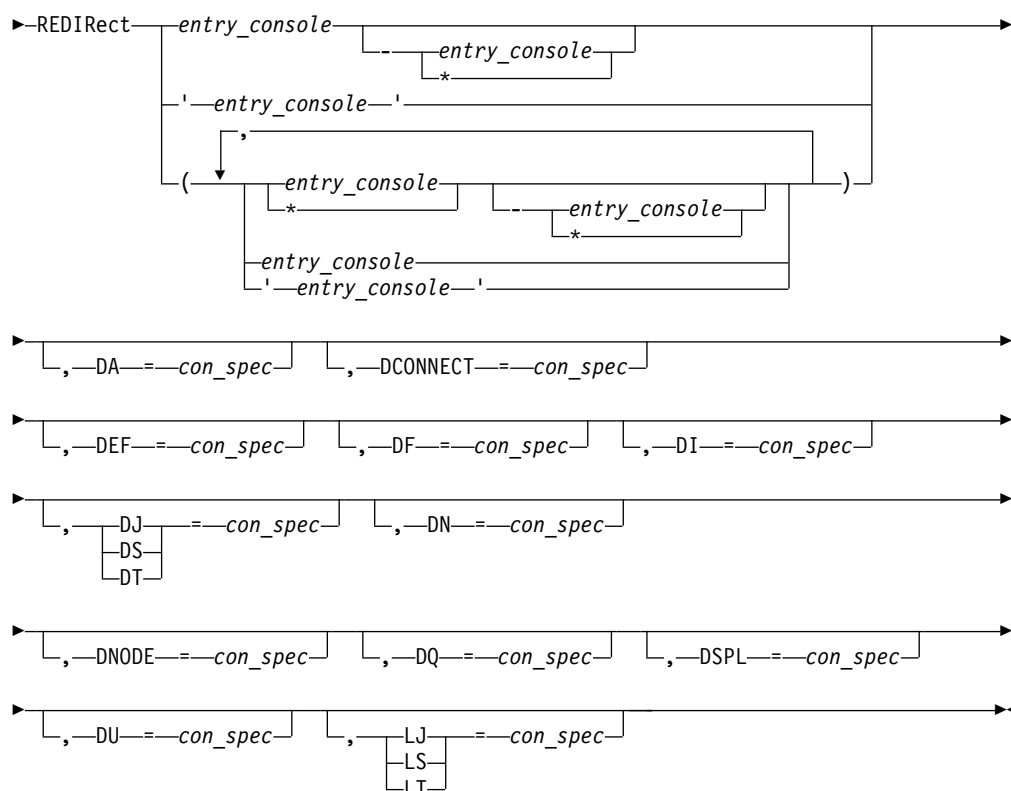 REDIRect entry_console - entry_console
*
' entry_console '
,
( entry_console - entry_console )
* *
entry_console
' entry_console '
, DA = con_spec , DCONNECT = con_spec
, DEF = con_spec , DF = con_spec , DI = con_spec
, DJ = con_spec , DN = con_spec
DS
DT
, DNODE = con_spec , DQ = con_spec , DSPL = con_spec
, DU = con_spec , LJ = con_spec
LS
LT